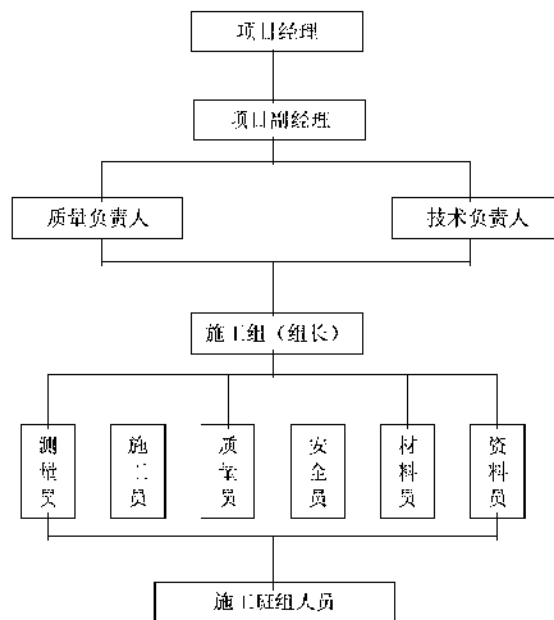 项目经理
项目副经理
质量负责人
技术负责人
施工组（组长）
测量员
施工员
质量员
安全员
材料员
资料员
施工班组人员